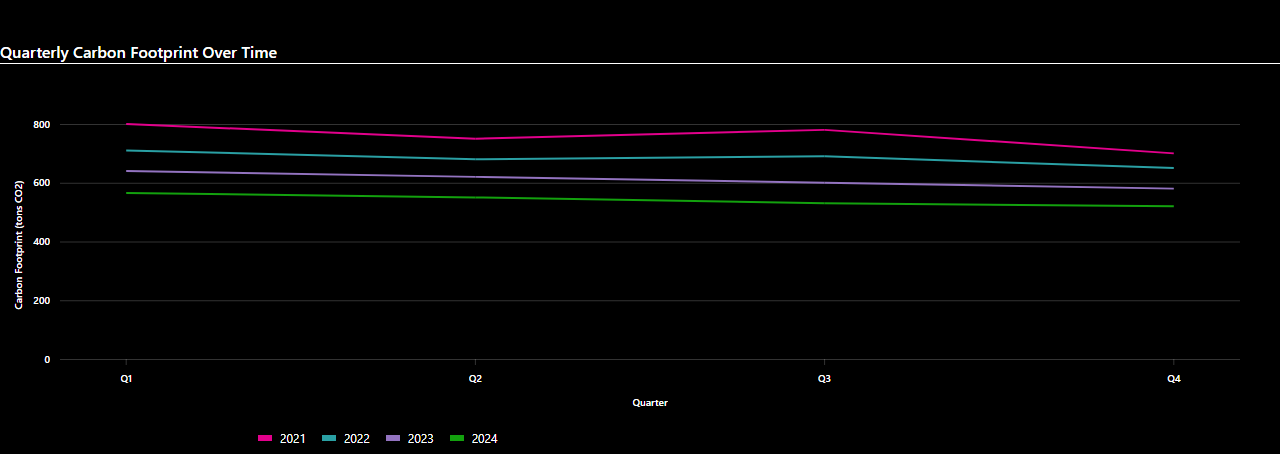 Quarterly Carbon Footprint Over Time
Carbon Footprint (tons CO2)
800
600
400
200
0
Q1 Q2 Q3 Q4
Quarter
2021 2022 2023 2024